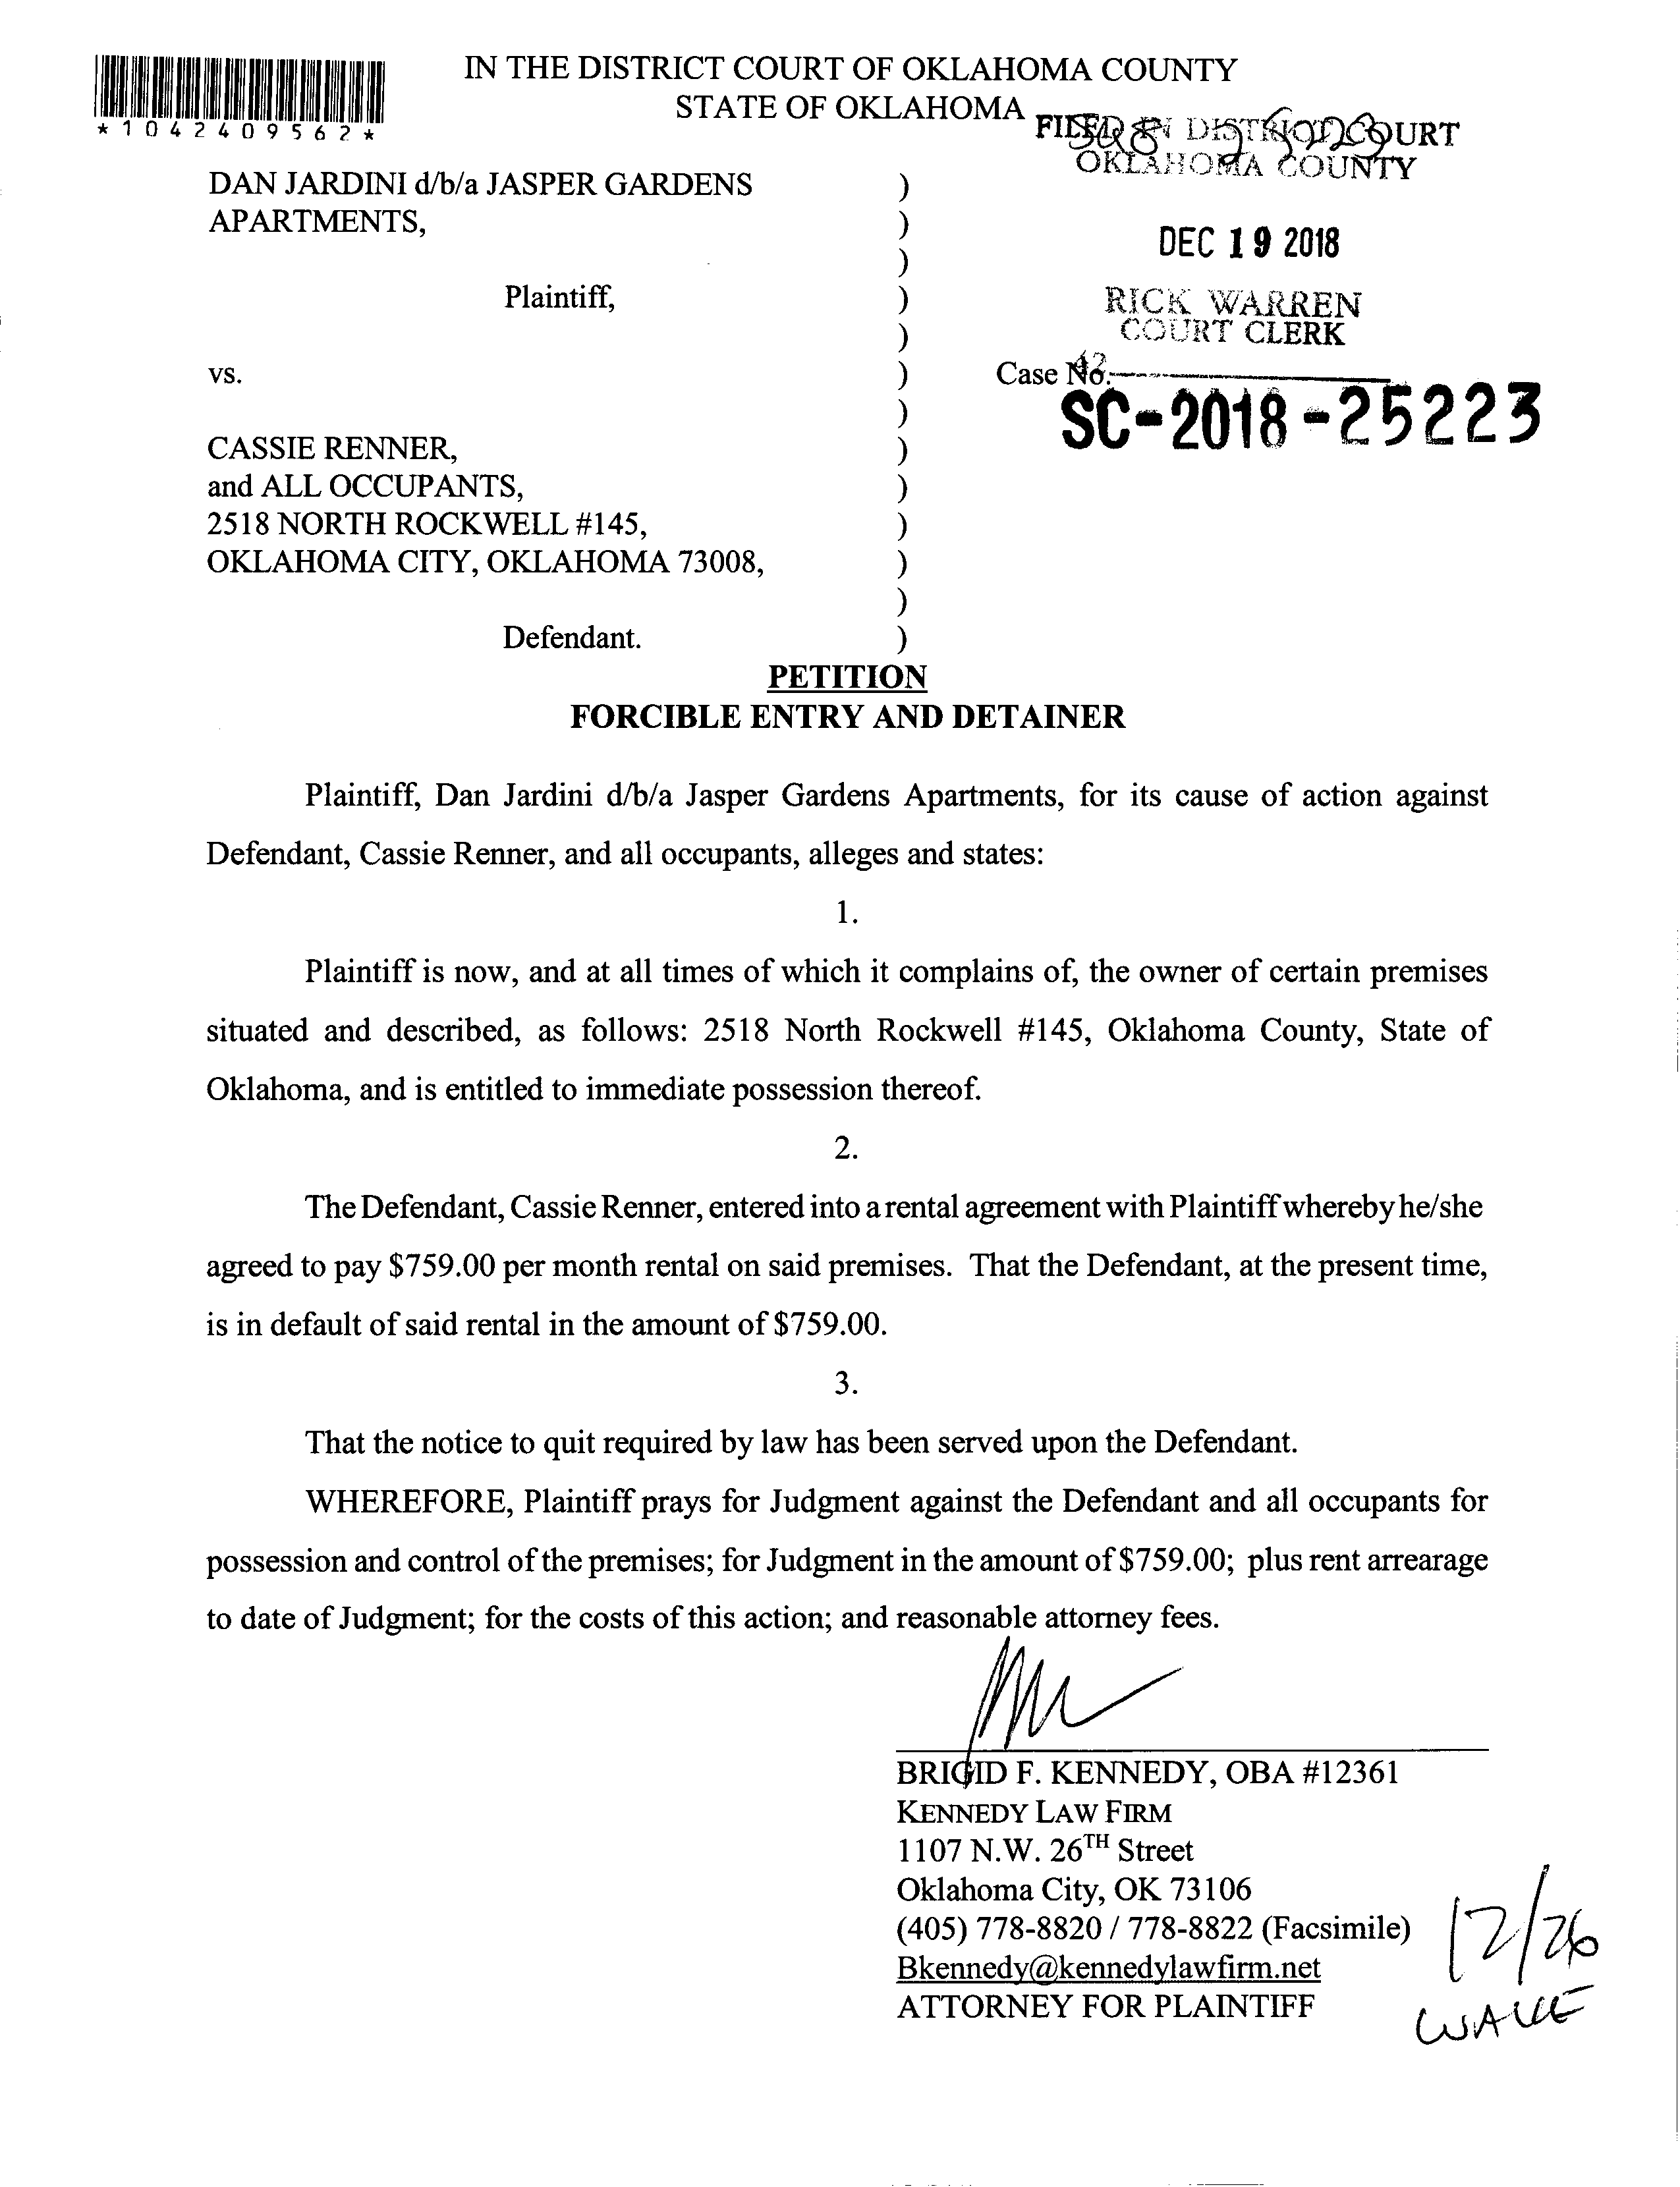 IN THE DISTRICT COURT OF OKLAHOMA COUNTY
STATE OF OKLAHOMA
*1042409562*
FILED IN DISTRICT COURT
OKLAHOMA COUNTY
DAN JARDINI d/b/a JASPER GARDENS )
APARTMENTS, )
)
DEC 19 2018
Plaintiff, )
RICK WARREN
COURT CLERK
)
vs. )
Case No.
42
SC-2018-25223
)
CASSIE RENNER, )
and ALL OCCUPANTS, )
2518 NORTH ROCKWELL #145, )
OKLAHOMA CITY, OKLAHOMA 73008, )
)
Defendant. )
PETITION
FORCIBLE ENTRY AND DETAINER
Plaintiff, Dan Jardini d/b/a Jasper Gardens Apartments, for its cause of action against
Defendant, Cassie Renner, and all occupants, alleges and states:
1.
Plaintiff is now, and at all times of which it complains of, the owner of certain premises
situated and described, as follows: 2518 North Rockwell #145, Oklahoma County, State of
Oklahoma, and is entitled to immediate possession thereof.
2.
The Defendant, Cassie Renner, entered into a rental agreement with Plaintiff whereby he/she
agreed to pay $759.00 per month rental on said premises. That the Defendant, at the present time,
is in default of said rental in the amount of $759.00.
3.
That the notice to quit required by law has been served upon the Defendant.
WHEREFORE, Plaintiff prays for Judgment against the Defendant and all occupants for
possession and control of the premises; for Judgment in the amount of $759.00; plus rent arrearage
to date of Judgment; for the costs of this action; and reasonable attorney fees.
BRIGID F. KENNEDY, OBA #12361
KENNEDY LAW FIRM
1107 N.W. 26TH Street
Oklahoma City, OK 73106
(405) 778-8820 / 778-8822 (Facsimile)
Bkennedy@kennedylawfirm.net
ATTORNEY FOR PLAINTIFF
12/26